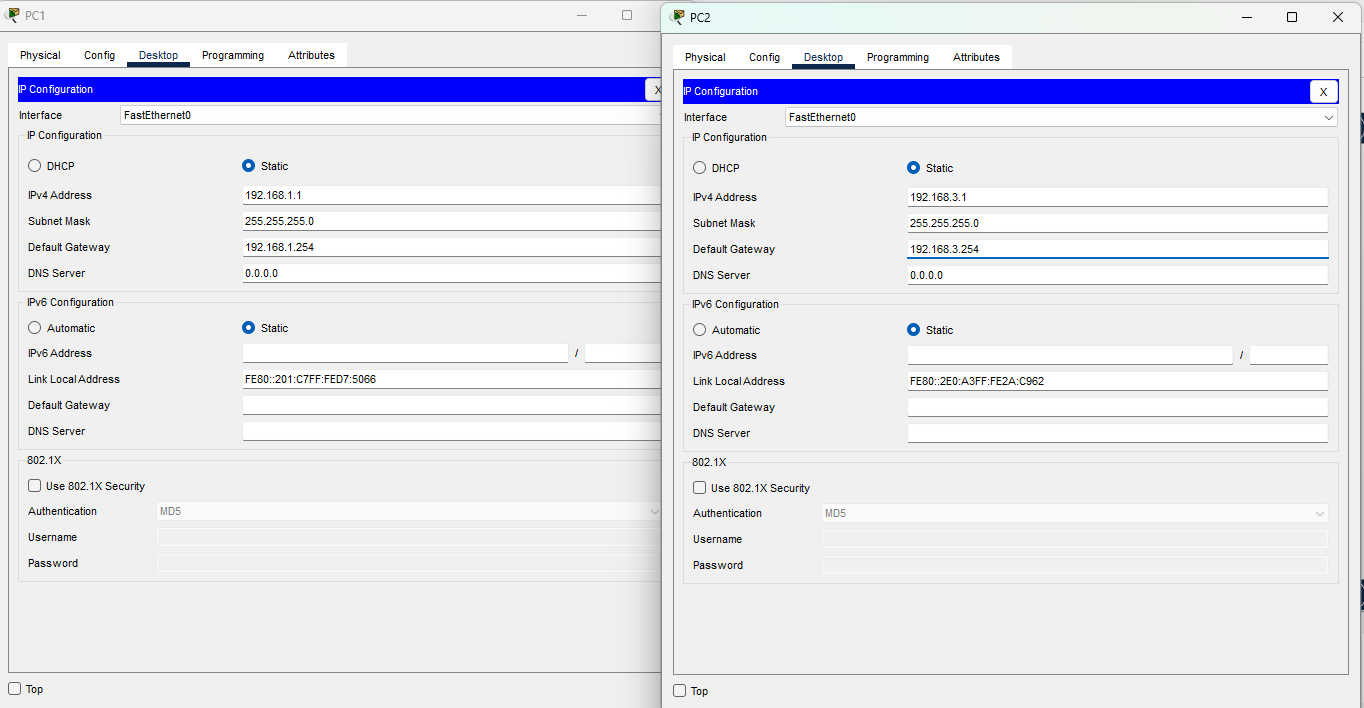 PC1
Physical Config Desktop Programming Attributes
IP Configuration X
Interface FastEthernet0
IP Configuration
DHCP Static
IPv4 Address 192.168.1.1
Subnet Mask 255.255.255.0
Default Gateway 192.168.1.254
DNS Server 0.0.0.0
IPv6 Configuration
Automatic Static
IPv6 Address /
Link Local Address FE80::201:C7FF:FED7:5066
Default Gateway
DNS Server
802.1X
Use 802.1X Security
Authentication MD5
Username
Password
Top
PC2
Physical Config Desktop Programming Attributes
IP Configuration X
Interface FastEthernet0
IP Configuration
DHCP Static
IPv4 Address 192.168.3.1
Subnet Mask 255.255.255.0
Default Gateway 192.168.3.254
DNS Server 0.0.0.0
IPv6 Configuration
Automatic Static
IPv6 Address /
Link Local Address FE80::2E0:A3FF:FE2A:C962
Default Gateway
DNS Server
802.1X
Use 802.1X Security
Authentication MD5
Username
Password
Top